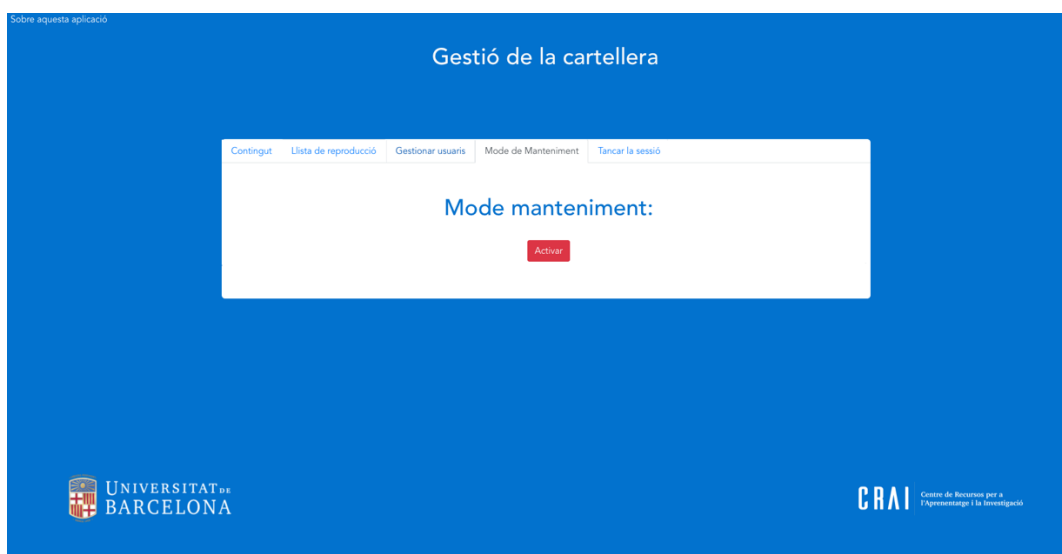 Sobre aquesta aplicació
Gestió de la cartellera
Contingut Llista de reproducció Gestionar usuaris Mode de Manteniment Tancar la sessió
Mode manteniment:
Activar
UNIVERSITAT DE
BARCELONA
CRAI
Centre de Recursos per a
l'Aprenentatge i la Investigació